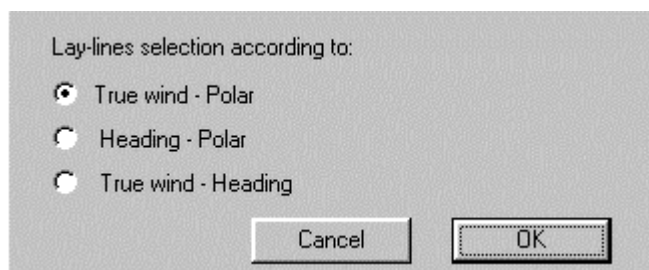 Lay-lines selection according to:
True wind - Polar
Heading - Polar
True wind - Heading
Cancel OK